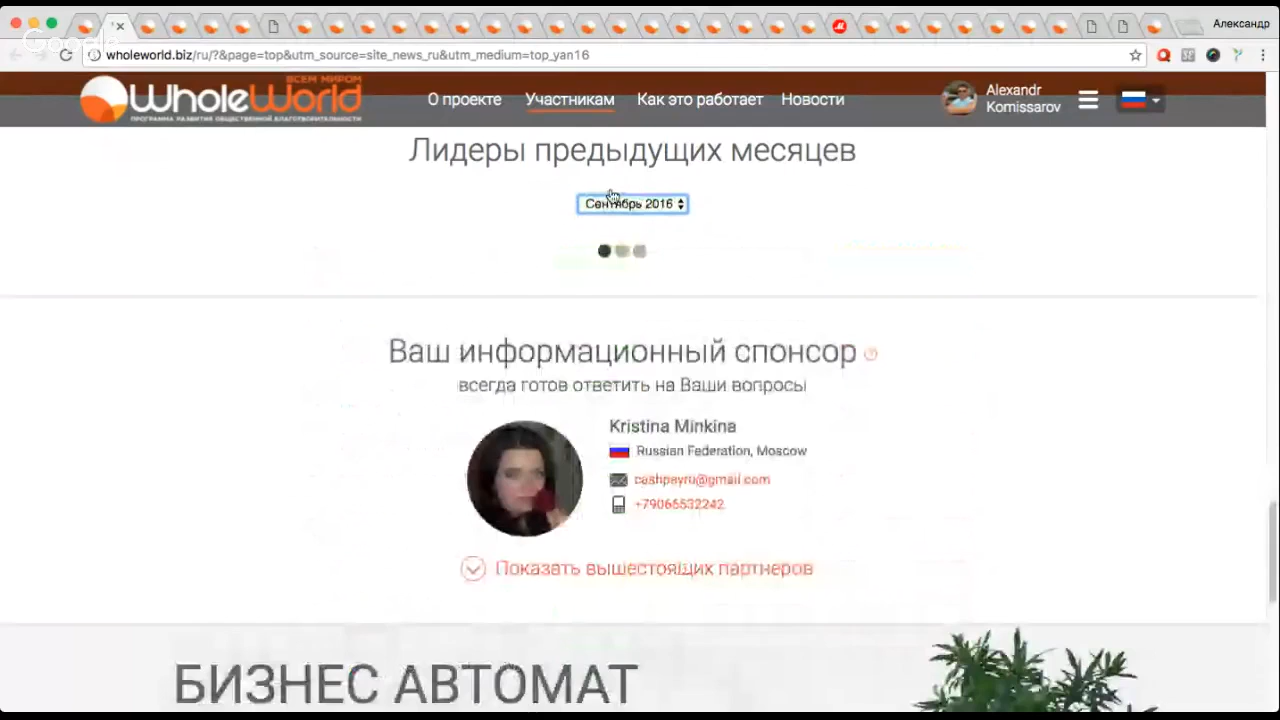 Александр
Google
wholeworld.biz/ru/?&page=top&utm_source=site_news_ru&utm_medium=top_yan16
ВСЕМ МИРОМ
WholeWorld
ПРОГРАММА РАЗВИТИЯ ОБЩЕСТВЕННОЙ БЛАГОТВОРИТЕЛЬНОСТИ
О проекте
Участникам
Как это работает
Новости
Alexandr
Komissarov
Лидеры предыдущих месяцев
Сентябрь 2016
Ваш информационный спонсор ?
всегда готов ответить на Ваши вопросы
Kristina Minkina
Russian Federation, Moscow
cashpayru@gmail.com
+79066532242
Показать вышестоящих партнеров
БИЗНЕС АВТОМАТ